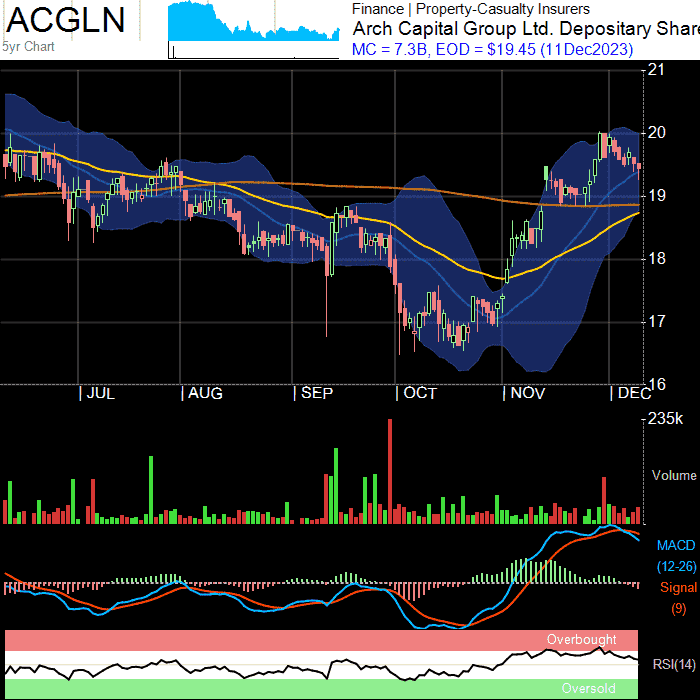 ACGLN
5yr Chart
Finance | Property-Casualty Insurers
Arch Capital Group Ltd. Depositary Share
MC = 7.3B, EOD = $19.45 (11Dec2023)
21
20
19
18
17
16
JUL
AUG
SEP
OCT
NOV
DEC
235k
Volume
MACD
(12-26)
Signal
(9)
Overbought
RSI(14)
Oversold